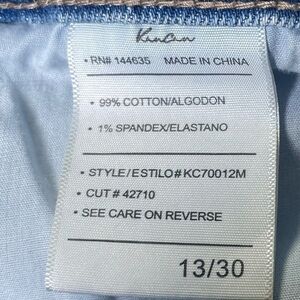 KanCan
• RN# 144635 MADE IN CHINA
• 99% COTTON/ALGODON
• 1% SPANDEX/ELASTANO
• STYLE/ESTILO# KC70012M
• CUT # 42710
• SEE CARE ON REVERSE
13/30